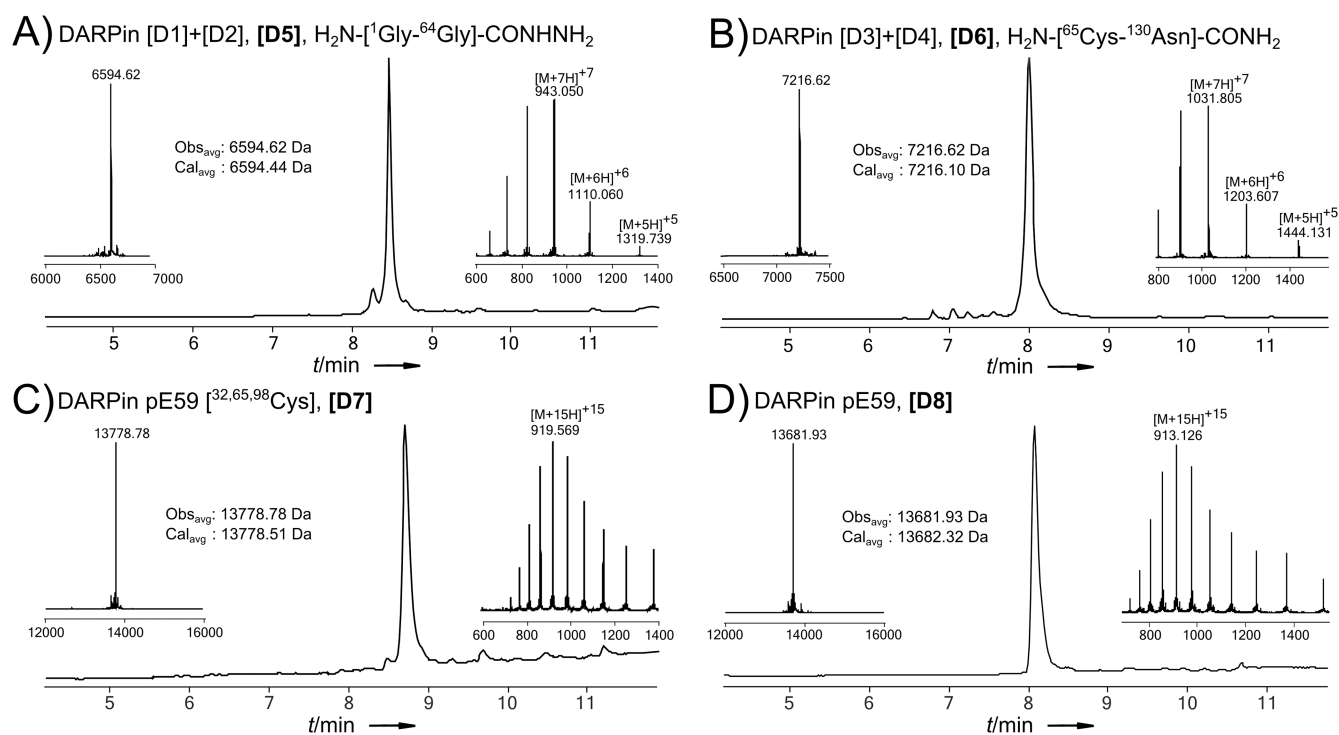 A) DARPin [D1]+[D2], [D5], H₂N-[¹Gly-⁶⁴Gly]-CONHNH₂
6594.62
Obsavg: 6594.62 Da
Calavg : 6594.44 Da
[M+7H]⁺⁷
943.050
[M+6H]⁺⁶
1110.060
[M+5H]⁺⁵
1319.739
6000 6500 7000
600 800 1000 1200 1400
5 6 7 8 9 10 11
t/min
B) DARPin [D3]+[D4], [D6], H₂N-[⁶⁵Cys-¹³⁰Asn]-CONH₂
7216.62
Obsavg: 7216.62 Da
Calavg : 7216.10 Da
[M+7H]⁺⁷
1031.805
[M+6H]⁺⁶
1203.607
[M+5H]⁺⁵
1444.131
6500 7000 7500
800 1000 1200 1400
5 6 7 8 9 10 11
t/min
C) DARPin pE59 [³²,⁶⁵,⁹⁸Cys], [D7]
13778.78
Obsavg: 13778.78 Da
Calavg : 13778.51 Da
[M+15H]⁺¹⁵
919.569
12000 14000 16000
600 800 1000 1200 1400
5 6 7 8 9 10 11
t/min
D) DARPin pE59, [D8]
13681.93
Obsavg: 13681.93 Da
Calavg : 13682.32 Da
[M+15H]⁺¹⁵
913.126
12000 14000 16000
800 1000 1200 1400
5 6 7 8 9 10 11
t/min